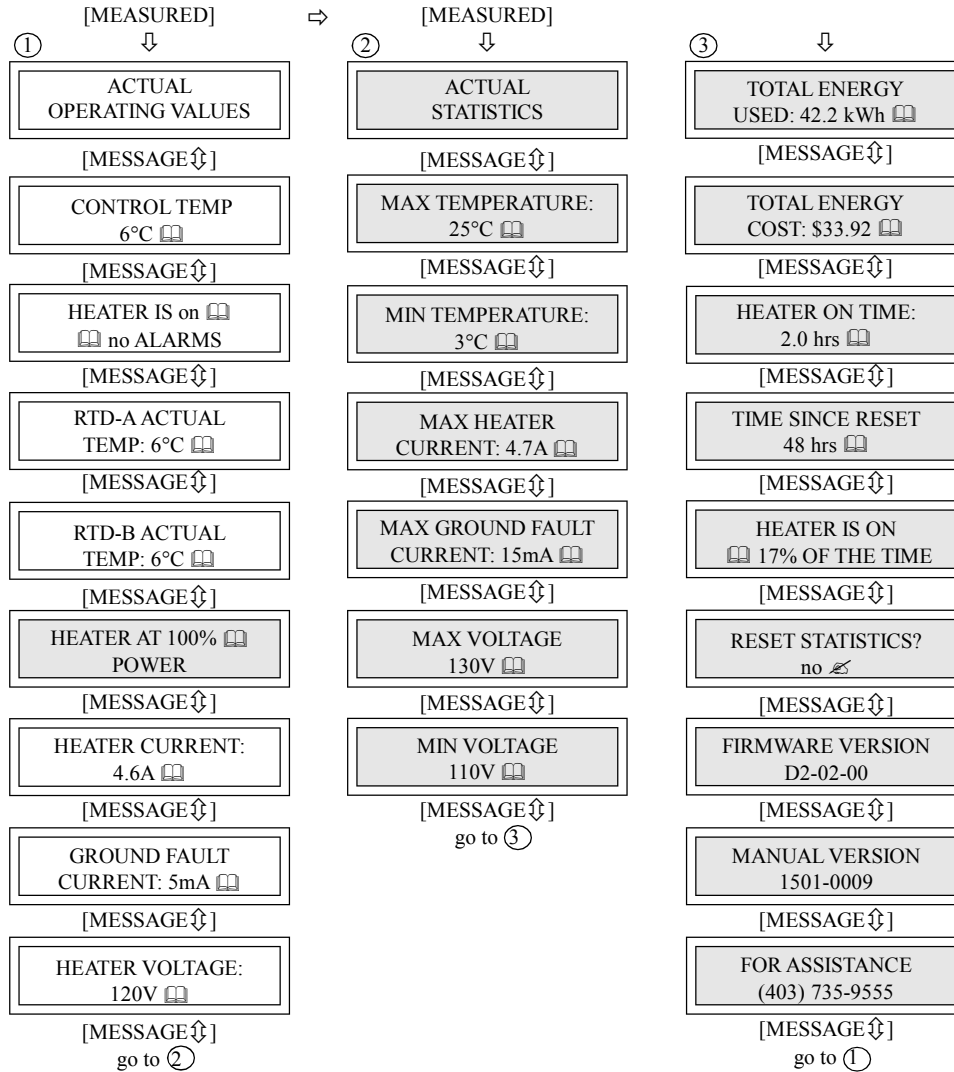 [MEASURED] ⇨ [MEASURED]
① ⇩
ACTUAL
OPERATING VALUES
[MESSAGE⇳]
CONTROL TEMP
6°C 🕮
[MESSAGE⇳]
HEATER IS on 🕮
🕮 no ALARMS
[MESSAGE⇳]
RTD-A ACTUAL
TEMP: 6°C 🕮
[MESSAGE⇳]
RTD-B ACTUAL
TEMP: 6°C 🕮
[MESSAGE⇳]
HEATER AT 100% 🕮
POWER
[MESSAGE⇳]
HEATER CURRENT:
4.6A 🕮
[MESSAGE⇳]
GROUND FAULT
CURRENT: 5mA 🕮
[MESSAGE⇳]
HEATER VOLTAGE:
120V 🕮
[MESSAGE⇳]
go to ②
② ⇩
ACTUAL
STATISTICS
[MESSAGE⇳]
MAX TEMPERATURE:
25°C 🕮
[MESSAGE⇳]
MIN TEMPERATURE:
3°C 🕮
[MESSAGE⇳]
MAX HEATER
CURRENT: 4.7A 🕮
[MESSAGE⇳]
MAX GROUND FAULT
CURRENT: 15mA 🕮
[MESSAGE⇳]
MAX VOLTAGE
130V 🕮
[MESSAGE⇳]
MIN VOLTAGE
110V 🕮
[MESSAGE⇳]
go to ③
③ ⇩
TOTAL ENERGY
USED: 42.2 kWh 🕮
[MESSAGE⇳]
TOTAL ENERGY
COST: $33.92 🕮
[MESSAGE⇳]
HEATER ON TIME:
2.0 hrs 🕮
[MESSAGE⇳]
TIME SINCE RESET
48 hrs 🕮
[MESSAGE⇳]
HEATER IS ON
🕮 17% OF THE TIME
[MESSAGE⇳]
RESET STATISTICS?
no ✍
[MESSAGE⇳]
FIRMWARE VERSION
D2-02-00
[MESSAGE⇳]
MANUAL VERSION
1501-0009
[MESSAGE⇳]
FOR ASSISTANCE
(403) 735-9555
[MESSAGE⇳]
go to ①